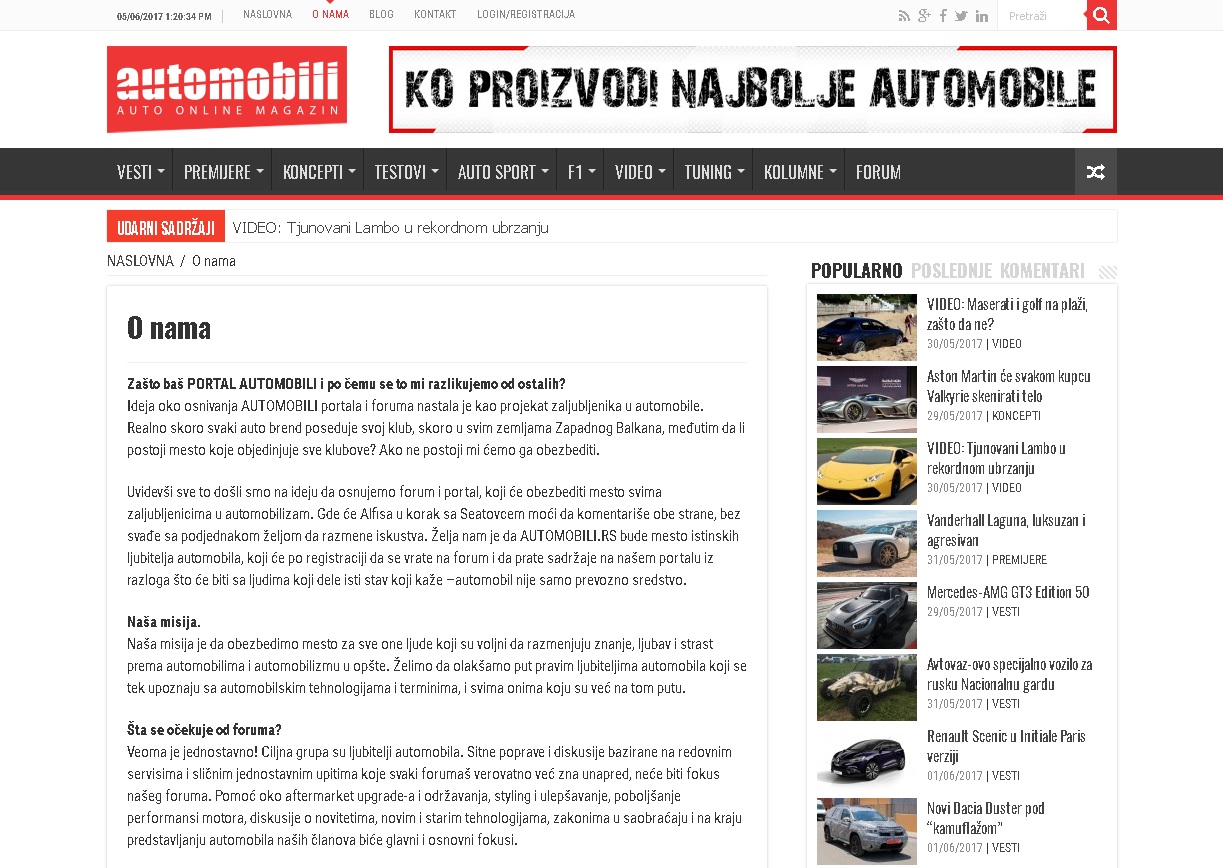 05/06/2017 1:20:34 PM
NASLOVNA
O NAMA
BLOG
KONTAKT
LOGIN/REGISTRACIJA
Pretraži
automobili
AUTO ONLINE MAGAZIN
KO PROIZVODI NAJBOLJE AUTOMOBILE
VESTI
PREMIJERE
KONCEPTI
TESTOVI
AUTO SPORT
F1
VIDEO
TUNING
KOLUMNE
FORUM
UDARNI SADRŽAJI
VIDEO: Tjunovani Lambo u rekordnom ubrzanju
NASLOVNA / O nama
O nama
Zašto baš PORTAL AUTOMOBILI i po čemu se to mi razlikujemo od ostalih?
Ideja oko osnivanja AUTOMOBILI portala i foruma nastala je kao projekat zaljubljenika u automobile.
Realno skoro svaki auto brend poseduje svoj klub, skoro u svim zemljama Zapadnog Balkana, međutim da li
postoji mesto koje objedinjuje sve klubove? Ako ne postoji mi ćemo ga obezbediti.
Uvidevši sve to došli smo na ideju da osnujemo forum i portal, koji će obezbediti mesto svima
zaljubljenicima u automobilizam. Gde će Alfisa u korak sa Seatovcem moći da komentariše obe strane, bez
svađe sa podjednakom željom da razmene iskustva. Želja nam je da AUTOMOBILI.RS bude mesto istinskih
ljubitelja automobila, koji će po registraciji da se vrate na forum i da prate sadržaje na našem portalu iz
razloga što će biti sa ljudima koji dele isti stav koji kaže –automobil nije samo prevozno sredstvo.
Naša misija.
Naša misija je da obezbedimo mesto za sve one ljude koji su voljni da razmenjuju znanje, ljubav i strast
prema automobilima i automobilizmu u opšte. Želimo da olakšamo put pravim ljubiteljima automobila koji se
tek upoznaju sa automobilskim tehnologijama i terminima, i svima onima koju su već na tom putu.
Šta se očekuje od foruma?
Veoma je jednostavno! Ciljna grupa su ljubitelji automobila. Sitne poprave i diskusije bazirane na redovnim
servisima i sličnim jednostavnim upitima koje svaki forumaš verovatno već zna unapred, neće biti fokus
našeg foruma. Pomoć oko aftermarket upgrade-a i održavanja, styling i ulepšavanje, poboljšanje
performansi motora, diskusije o novitetima, novim i starim tehnologijama, zakonima u saobraćaju i na kraju
predstavljanju automobila naših članova biće glavni i osnovni fokusi.
POPULARNO
POSLEDNJE
KOMENTARI
VIDEO: Maserati i golf na plaži,
zašto da ne?
30/05/2017 | VIDEO
Aston Martin će svakom kupcu
Valkyrie skenirati telo
29/05/2017 | KONCEPTI
VIDEO: Tjunovani Lambo u
rekordnom ubrzanju
30/05/2017 | VIDEO
Vanderhall Laguna, luksuzan i
agresivan
31/05/2017 | PREMIJERE
Mercedes-AMG GT3 Edition 50
29/05/2017 | VESTI
Avtovaz-ovo specijalno vozilo za
rusku Nacionalnu gardu
31/05/2017 | VESTI
Renault Scenic u Initiale Paris
verziji
01/06/2017 | VESTI
Novi Dacia Duster pod
“kamuflažom”
01/06/2017 | VESTI